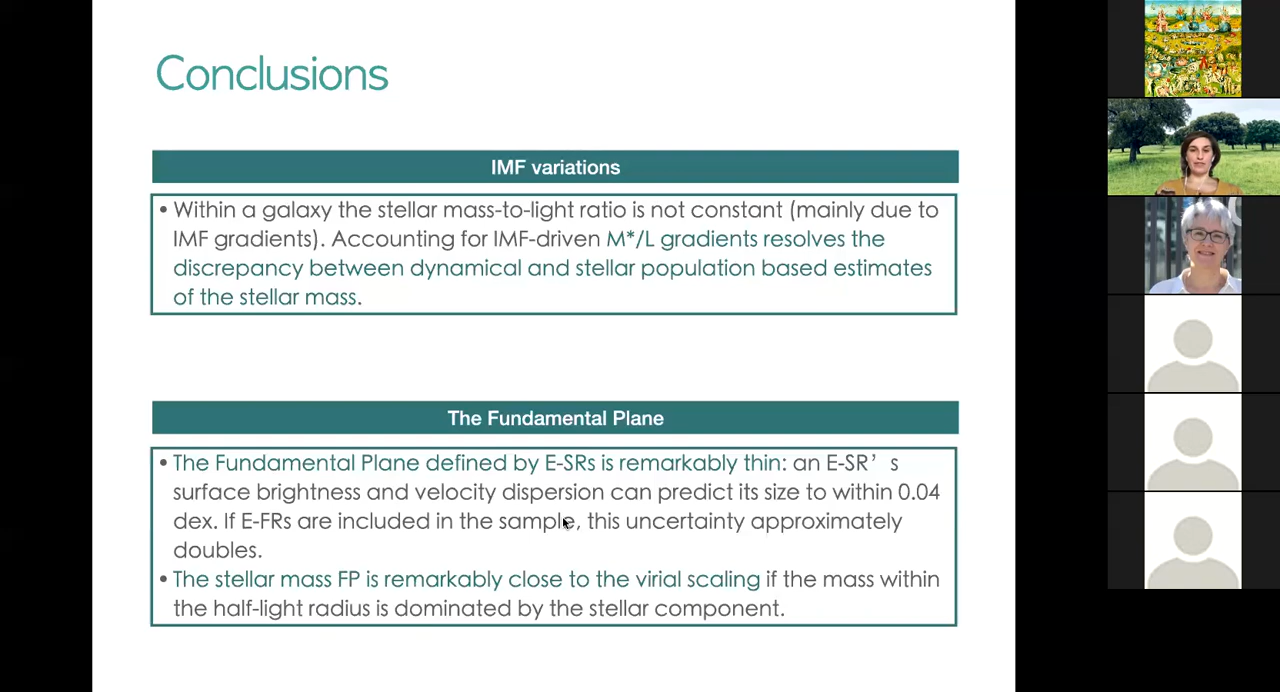 Conclusions
IMF variations
• Within a galaxy the stellar mass-to-light ratio is not constant (mainly due to
IMF gradients). Accounting for IMF-driven M*/L gradients resolves the
discrepancy between dynamical and stellar population based estimates
of the stellar mass.
The Fundamental Plane
• The Fundamental Plane defined by E-SRs is remarkably thin: an E-SR’ s
surface brightness and velocity dispersion can predict its size to within 0.04
dex. If E-FRs are included in the sample, this uncertainty approximately
doubles.
• The stellar mass FP is remarkably close to the virial scaling if the mass within
the half-light radius is dominated by the stellar component.